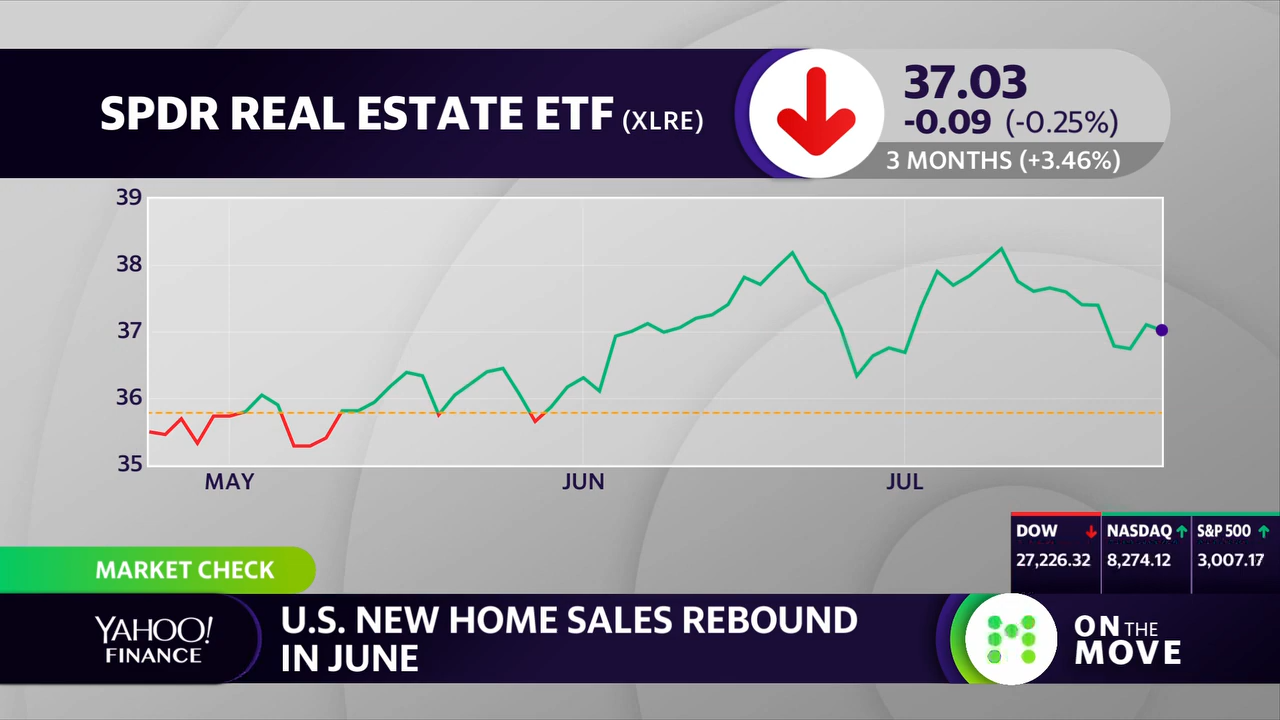 SPDR REAL ESTATE ETF (XLRE)
37.03
-0.09 (-0.25%)
3 MONTHS (+3.46%)
39
38
37
36
35
MAY JUN JUL
DOW NASDAQ S&P 500
27,226.32 8,274.12 3,007.17
MARKET CHECK
YAHOO!
FINANCE
U.S. NEW HOME SALES REBOUND
IN JUNE
ON THE
MOVE